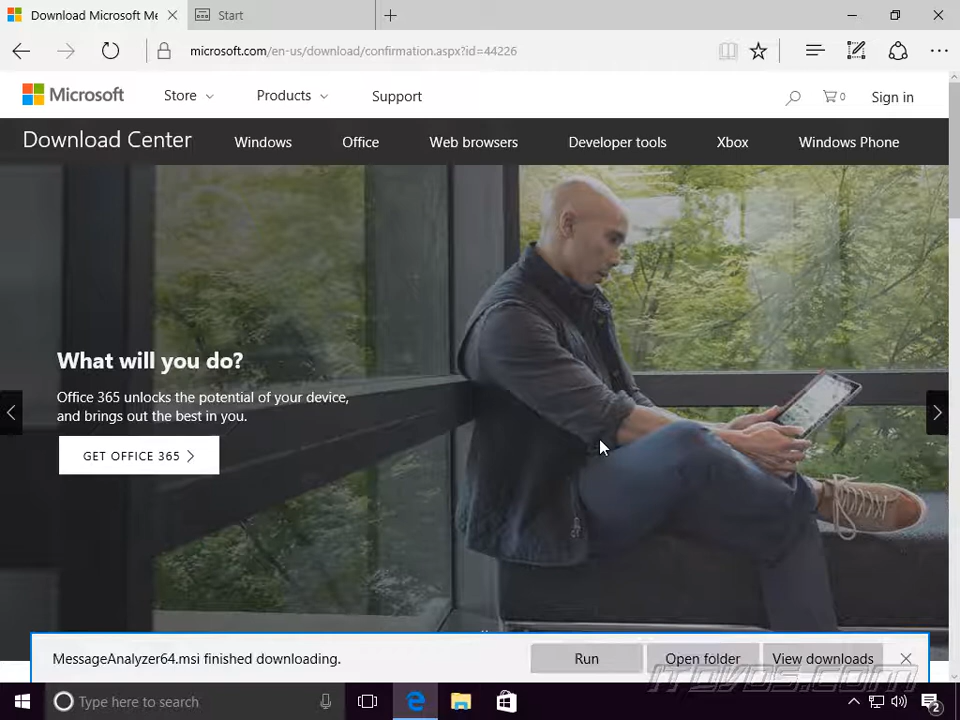 Download Microsoft Me
Start
microsoft.com/en-us/download/confirmation.aspx?id=44226
Microsoft
Store
Products
Support
0
Sign in
Download Center
Windows
Office
Web browsers
Developer tools
Xbox
Windows Phone
What will you do?
Office 365 unlocks the potential of your device,
and brings out the best in you.
GET OFFICE 365
MessageAnalyzer64.msi finished downloading.
Run
Open folder
View downloads
ITdvds.com
Type here to search
2